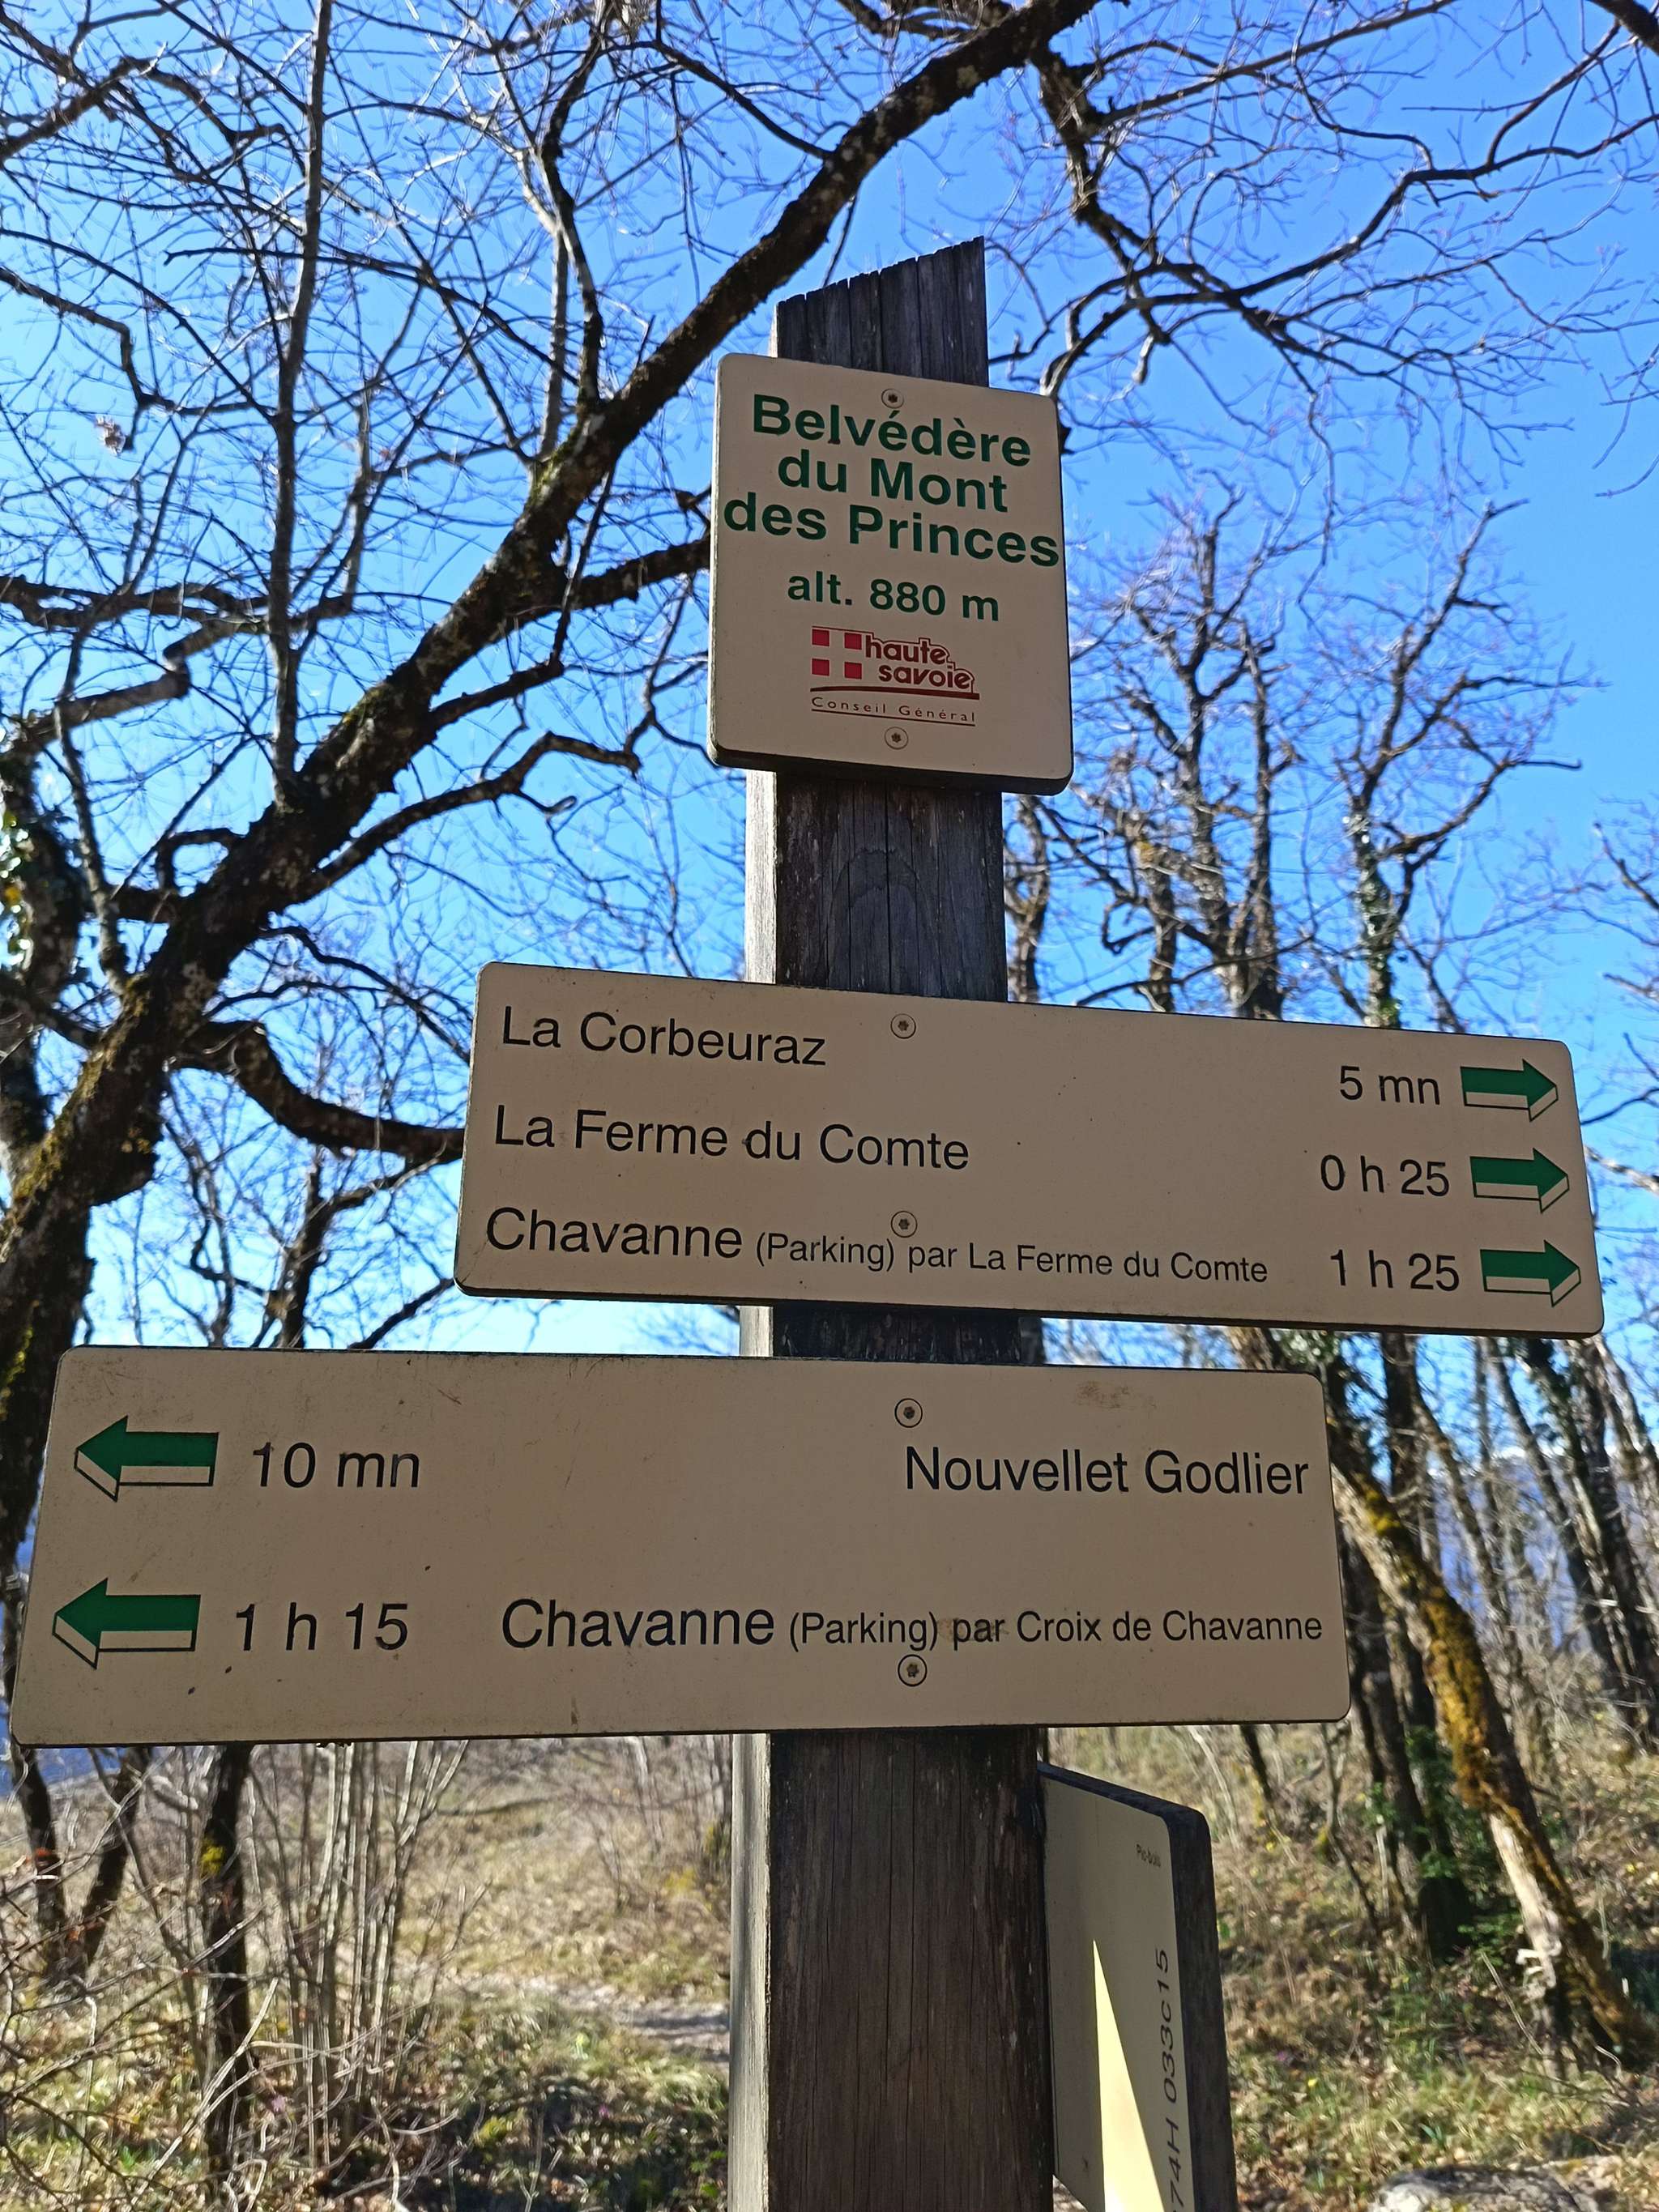 Belvédère
du Mont
des Princes
alt. 880 m
haute
savoie
Conseil Général
La Corbeuraz 5 mn
La Ferme du Comte 0 h 25
Chavanne (Parking) par La Ferme du Comte 1 h 25
10 mn Nouvellet Godlier
1 h 15 Chavanne (Parking) par Croix de Chavanne
74H 033c15